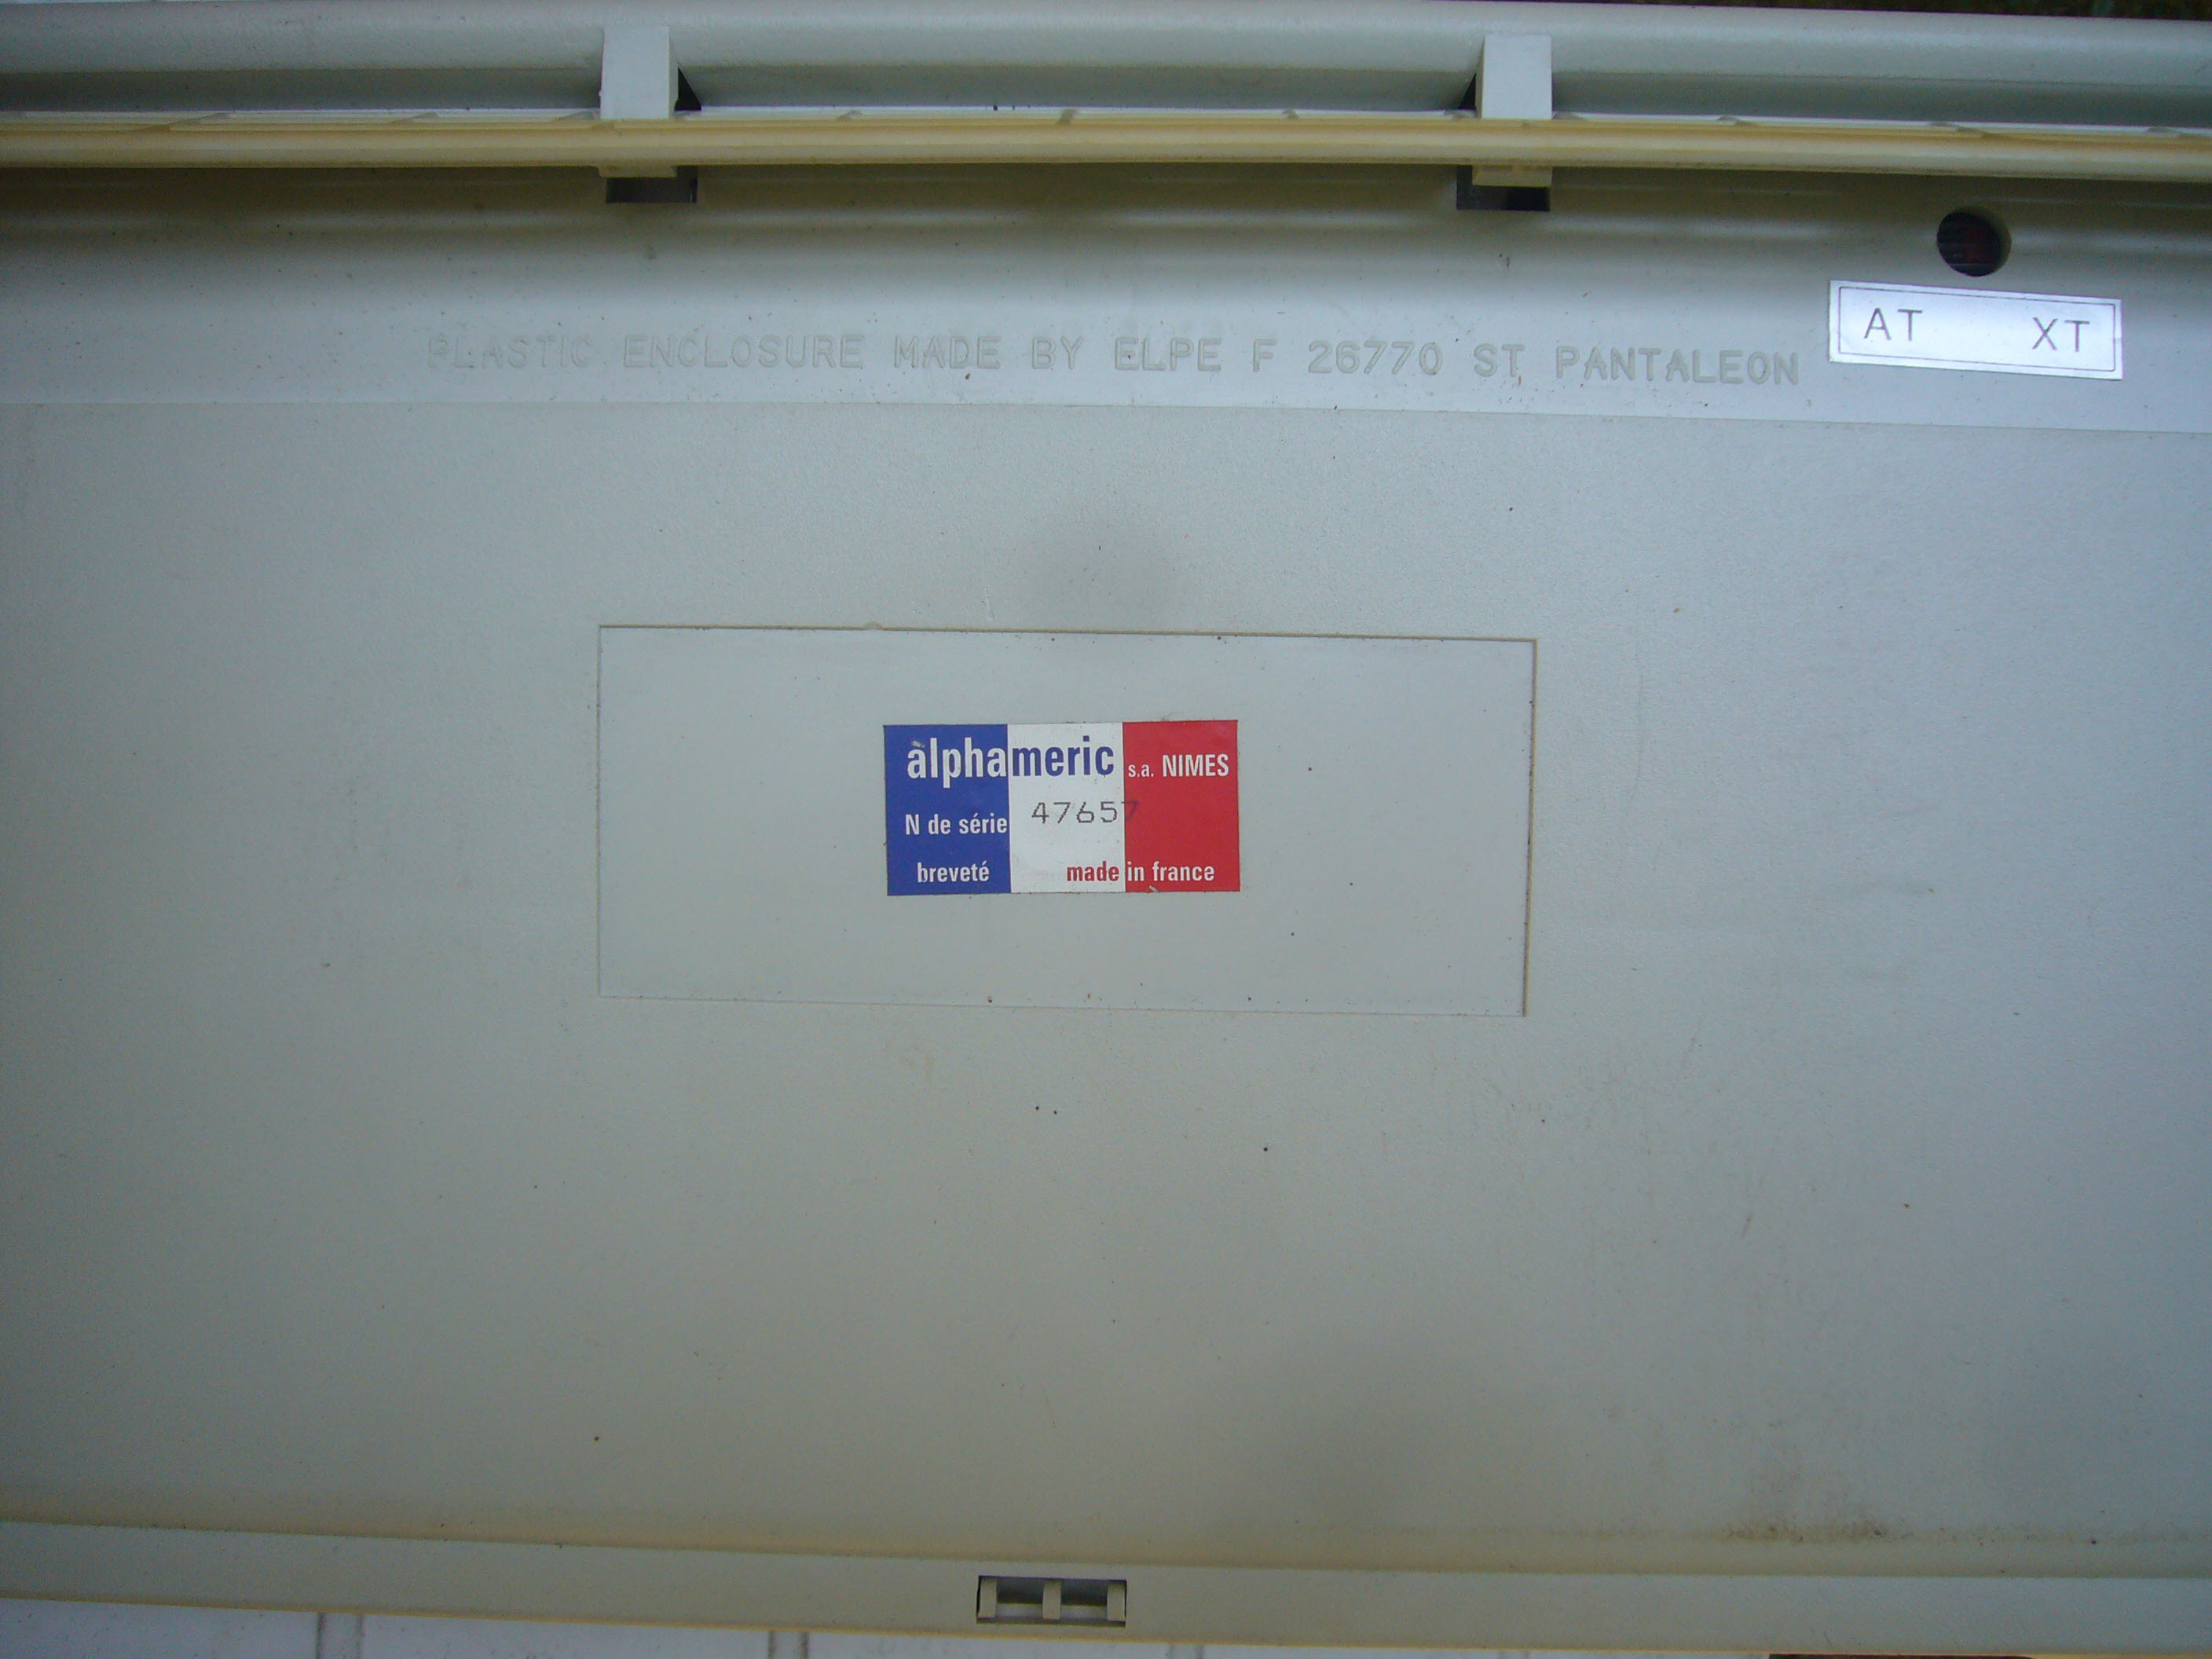 PLASTIC ENCLOSURE MADE BY ELPE F 26770 ST PANTALEON
AT XT
alphameric s.a. NIMES
N de série 47657
breveté made in france